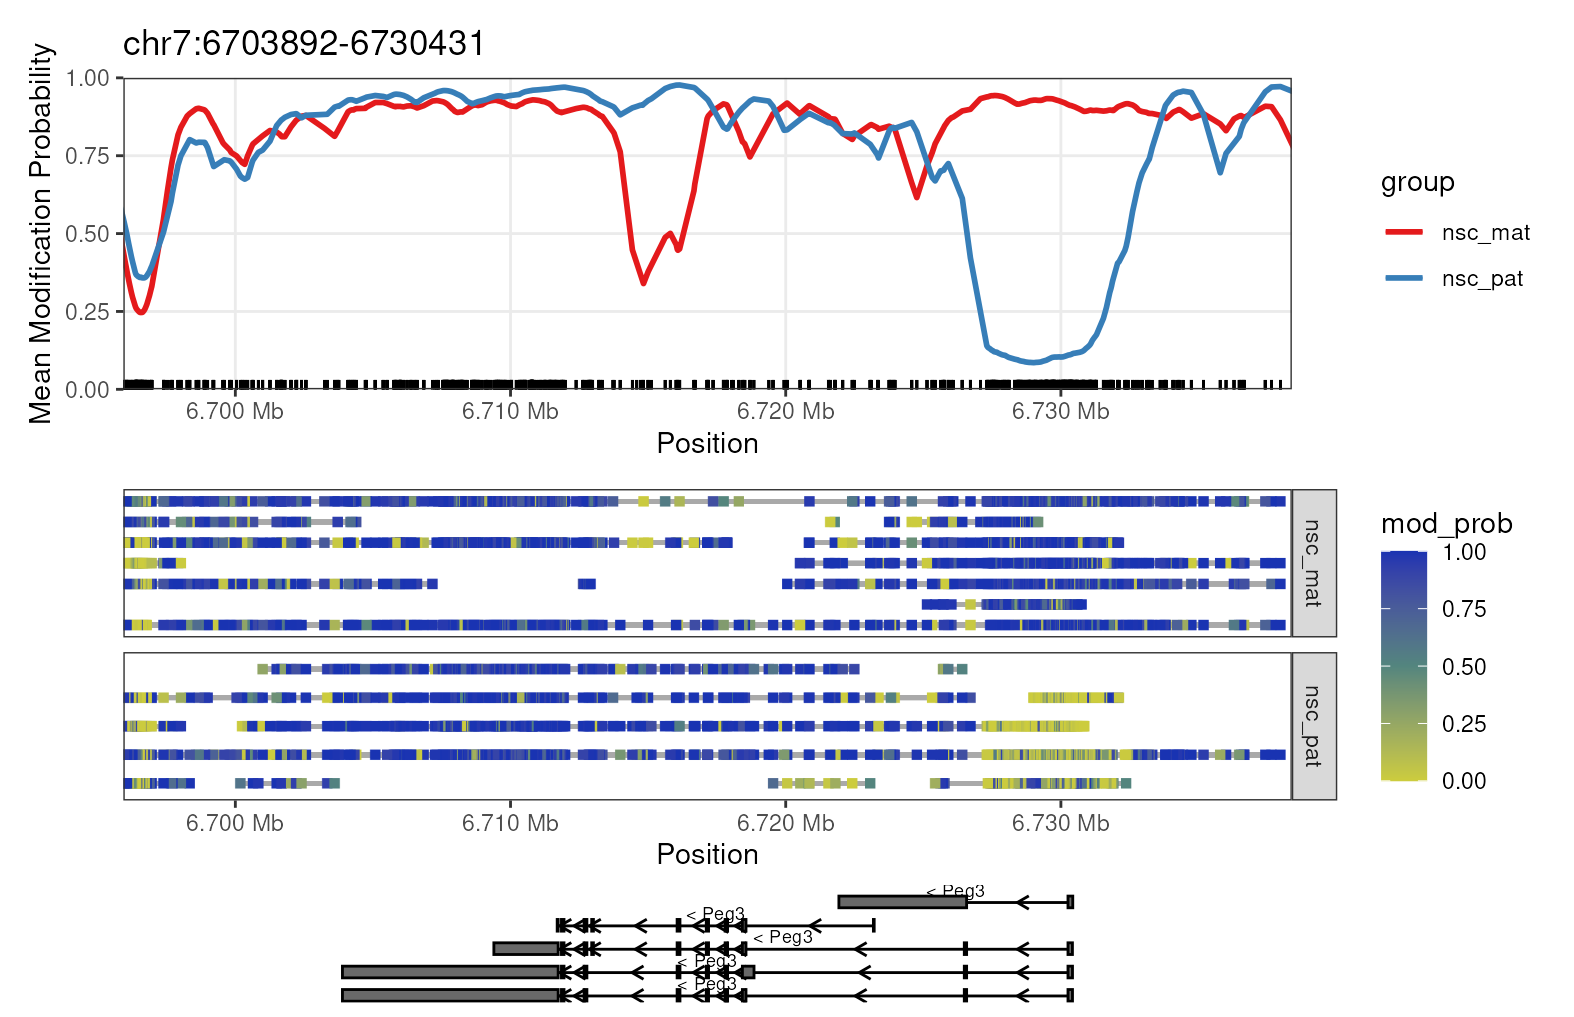 chr7:6703892-6730431
Mean Modification Probability
1.00
0.75
0.50
0.25
0.00
6.700 Mb 6.710 Mb 6.720 Mb 6.730 Mb
Position
group
nsc_mat
nsc_pat
nsc_mat
nsc_pat
6.700 Mb 6.710 Mb 6.720 Mb 6.730 Mb
Position
mod_prob
1.00
0.75
0.50
0.25
0.00
< Peg3
< Peg3
< Peg3
< Peg3
< Peg3